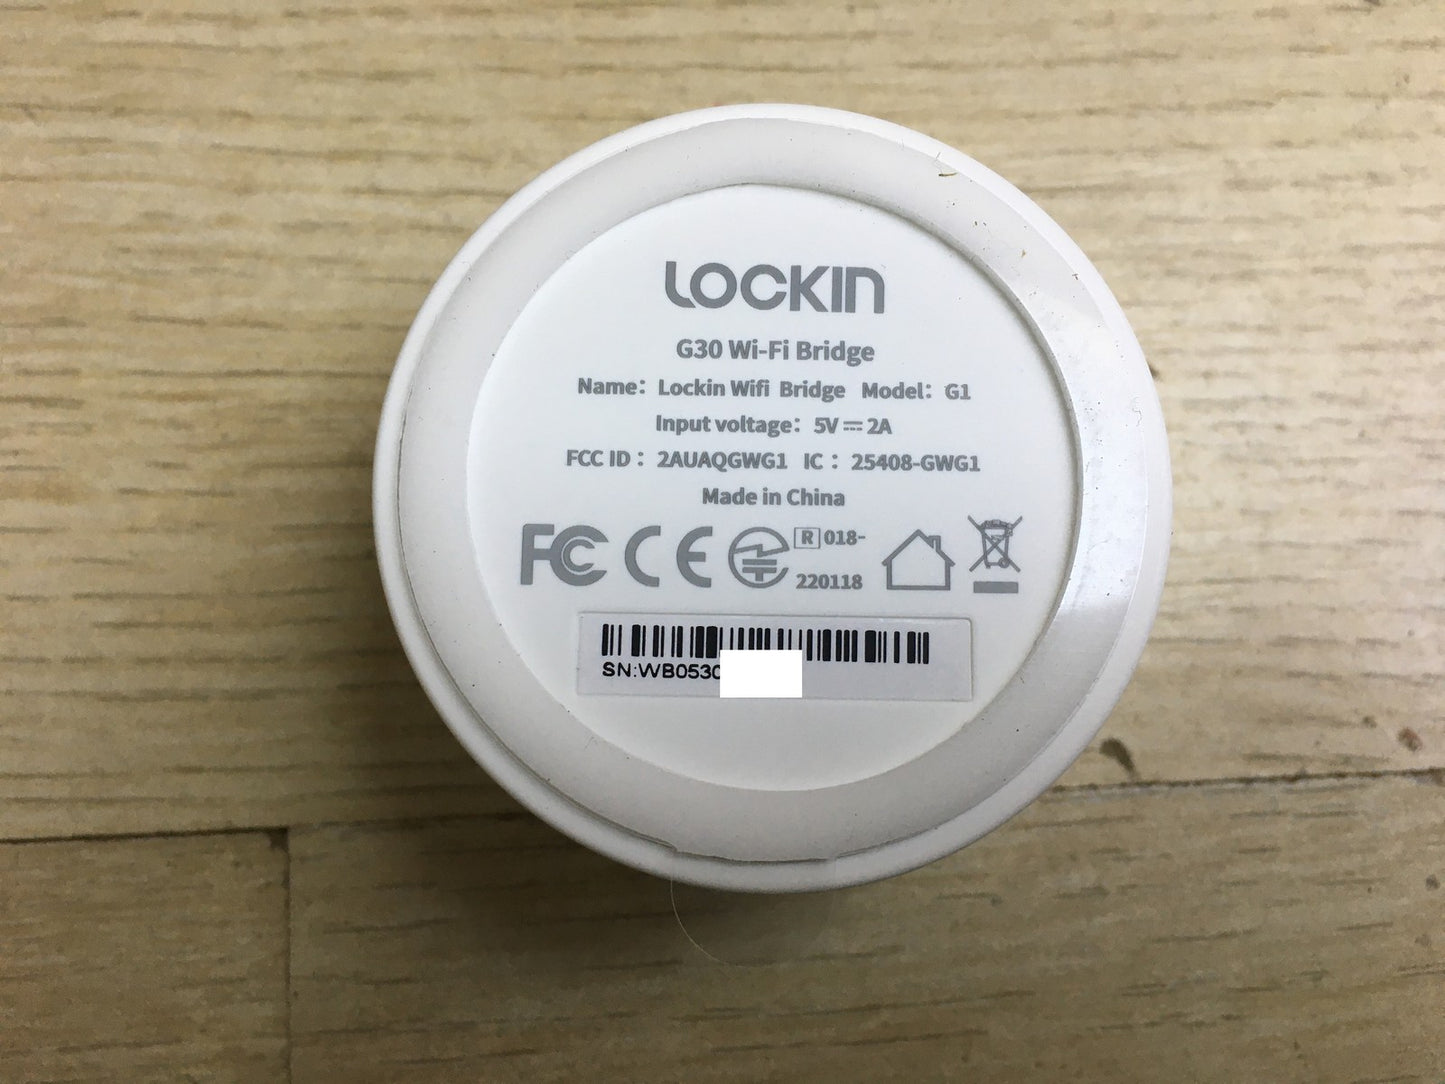 LOCKIN
G30 Wi-Fi Bridge
Name: Lockin Wifi Bridge Model: G1
Input voltage: 5V⎓2A
FCC ID: 2AUAQGWG1 IC: 25408-GWG1
Made in China
FC CE R 018-
220118
SN:WB0530